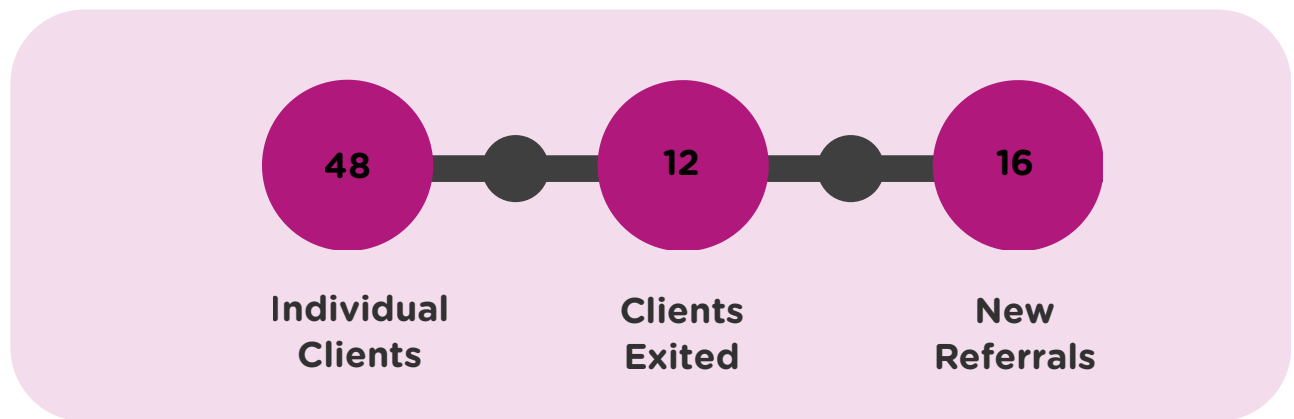 48
12
16
Individual
Clients
Clients
Exited
New
Referrals